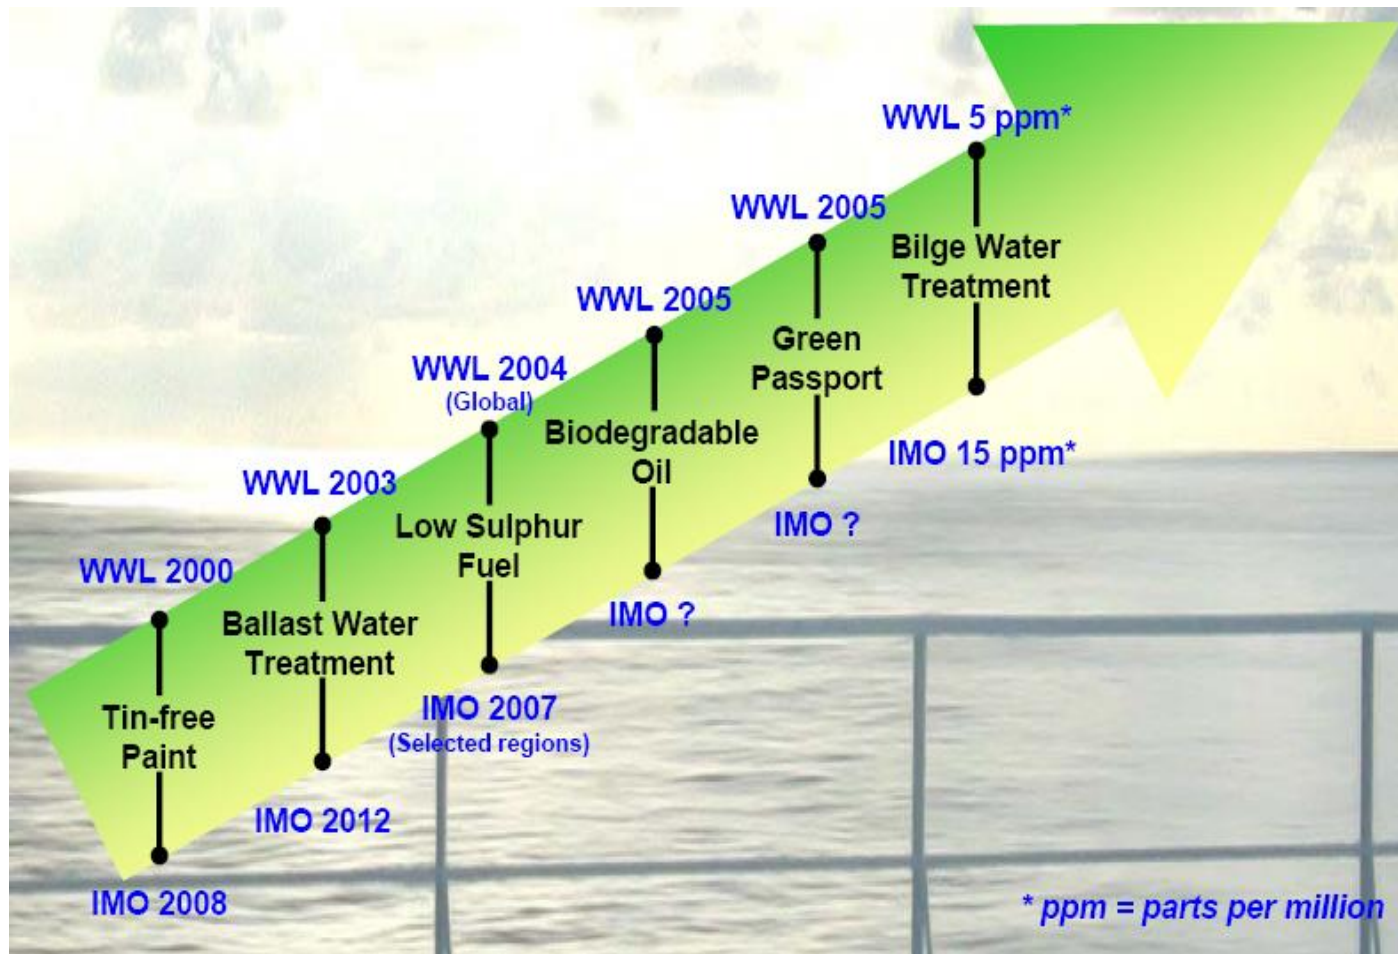 WWL 5 ppm*
WWL 2005
Bilge Water
Treatment
WWL 2005
Green
Passport
WWL 2004
(Global)
Biodegradable
Oil
IMO 15 ppm*
WWL 2003
Low Sulphur
Fuel
IMO ?
WWL 2000
Ballast Water
Treatment
IMO ?
Tin-free
Paint
IMO 2007
(Selected regions)
IMO 2012
IMO 2008
* ppm = parts per million